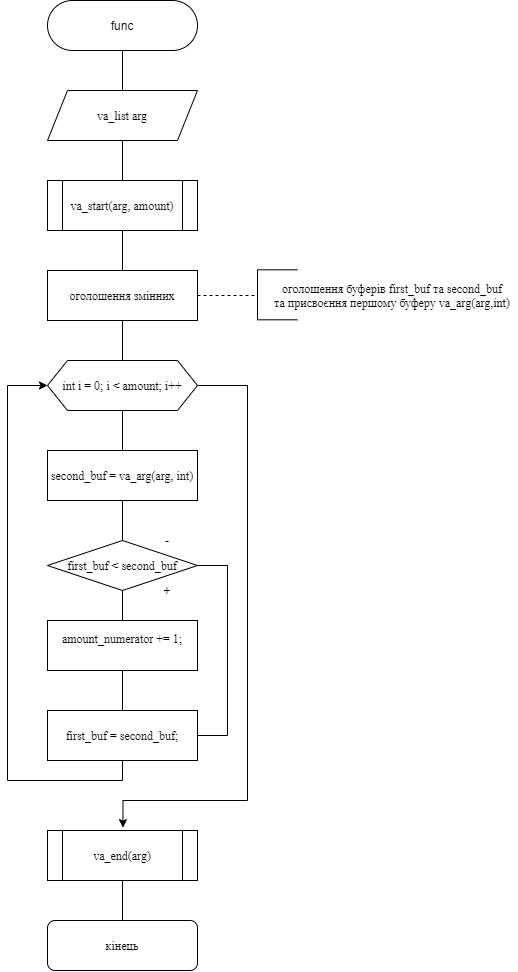 func
va_list arg
va_start(arg, amount)
оголошення змінних
оголошення буферів first_buf та second_buf
та присвоєння першому буферу va_arg(arg,int)
int i = 0; i < amount; i++
second_buf = va_arg(arg, int)
-
first_buf < second_buf
+
amount_numerator += 1;
first_buf = second_buf;
va_end(arg)
кінець